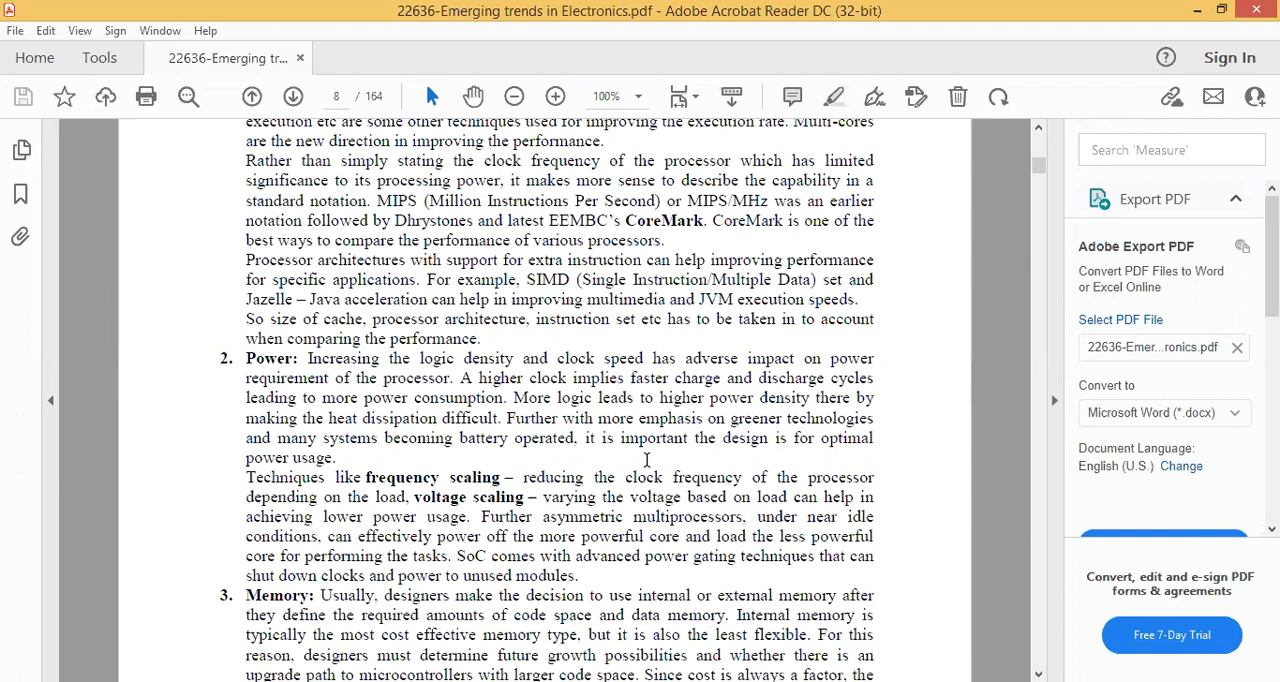 22636-Emerging trends in Electronics.pdf - Adobe Acrobat Reader DC (32-bit)
File Edit View Sign Window Help
Home Tools 22636-Emerging tr... × Sign In
8 / 164 100%
execution etc are some other techniques used for improving the execution rate. Multi-cores
are the new direction in improving the performance.
Rather than simply stating the clock frequency of the processor which has limited
significance to its processing power, it makes more sense to describe the capability in a
standard notation. MIPS (Million Instructions Per Second) or MIPS/MHz was an earlier
notation followed by Dhrystones and latest EEMBC's CoreMark. CoreMark is one of the
best ways to compare the performance of various processors.
Processor architectures with support for extra instruction can help improving performance
for specific applications. For example, SIMD (Single Instruction/Multiple Data) set and
Jazelle – Java acceleration can help in improving multimedia and JVM execution speeds.
So size of cache, processor architecture, instruction set etc has to be taken in to account
when comparing the performance.
2. Power: Increasing the logic density and clock speed has adverse impact on power
requirement of the processor. A higher clock implies faster charge and discharge cycles
leading to more power consumption. More logic leads to higher power density there by
making the heat dissipation difficult. Further with more emphasis on greener technologies
and many systems becoming battery operated, it is important the design is for optimal
power usage.
Techniques like frequency scaling – reducing the clock frequency of the processor
depending on the load, voltage scaling – varying the voltage based on load can help in
achieving lower power usage. Further asymmetric multiprocessors, under near idle
conditions, can effectively power off the more powerful core and load the less powerful
core for performing the tasks. SoC comes with advanced power gating techniques that can
shut down clocks and power to unused modules.
3. Memory: Usually, designers make the decision to use internal or external memory after
they define the required amounts of code space and data memory. Internal memory is
typically the most cost effective memory type, but it is also the least flexible. For this
reason, designers must determine future growth possibilities and whether there is an
upgrade path to microcontrollers with larger code space. Since cost is always a factor, the
Search 'Measure'
Export PDF
Adobe Export PDF
Convert PDF Files to Word
or Excel Online
Select PDF File
22636-Emer...ronics.pdf ×
Convert to
Microsoft Word (*.docx)
Document Language:
English (U.S.) Change
Convert, edit and e-sign PDF
forms & agreements
Free 7-Day Trial